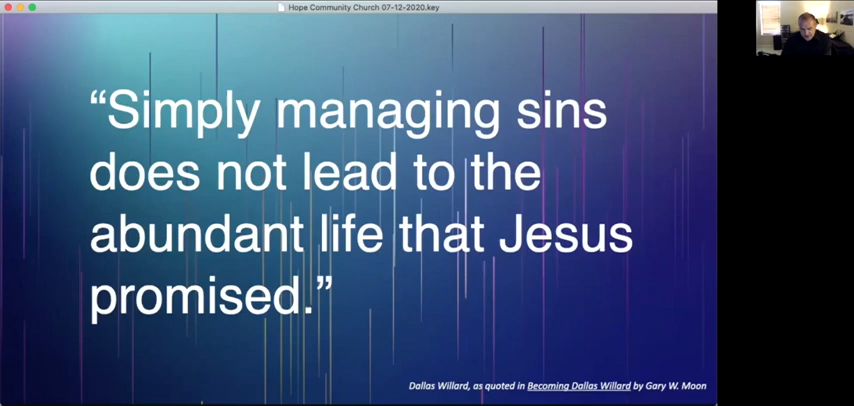 Hope Community Church 07-12-2020.key
“Simply managing sins
does not lead to the
abundant life that Jesus
promised.”
Dallas Willard, as quoted in Becoming Dallas Willard by Gary W. Moon